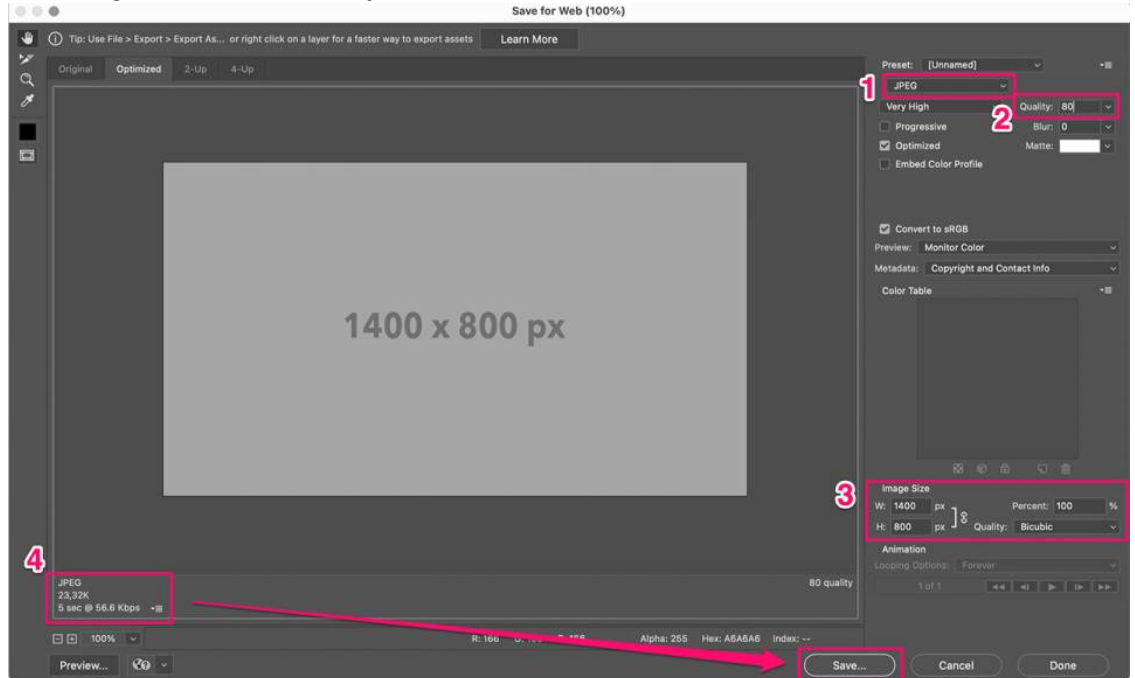 Save for Web (100%)
Tip: Use File > Export > Export As... or right click on a layer for a faster way to export assets Learn More
Original Optimized 2-Up 4-Up
Preset: [Unnamed]
1 JPEG
Very High 2 Quality: 80
Progressive Blur: 0
Optimized Matte:
Embed Color Profile
Convert to sRGB
Preview: Monitor Color
Metadata: Copyright and Contact Info
Color Table
1400 x 800 px
3 Image Size
W: 1400 px Percent: 100 %
H: 800 px Quality: Bicubic
Animation
Looping Options: Forever
1 of 1
4
JPEG
23,32K
5 sec @ 56.6 Kbps
80 quality
100% R: 166 Alpha: 255 Hex: A6A6A6 Index: --
Preview... Save... Cancel Done